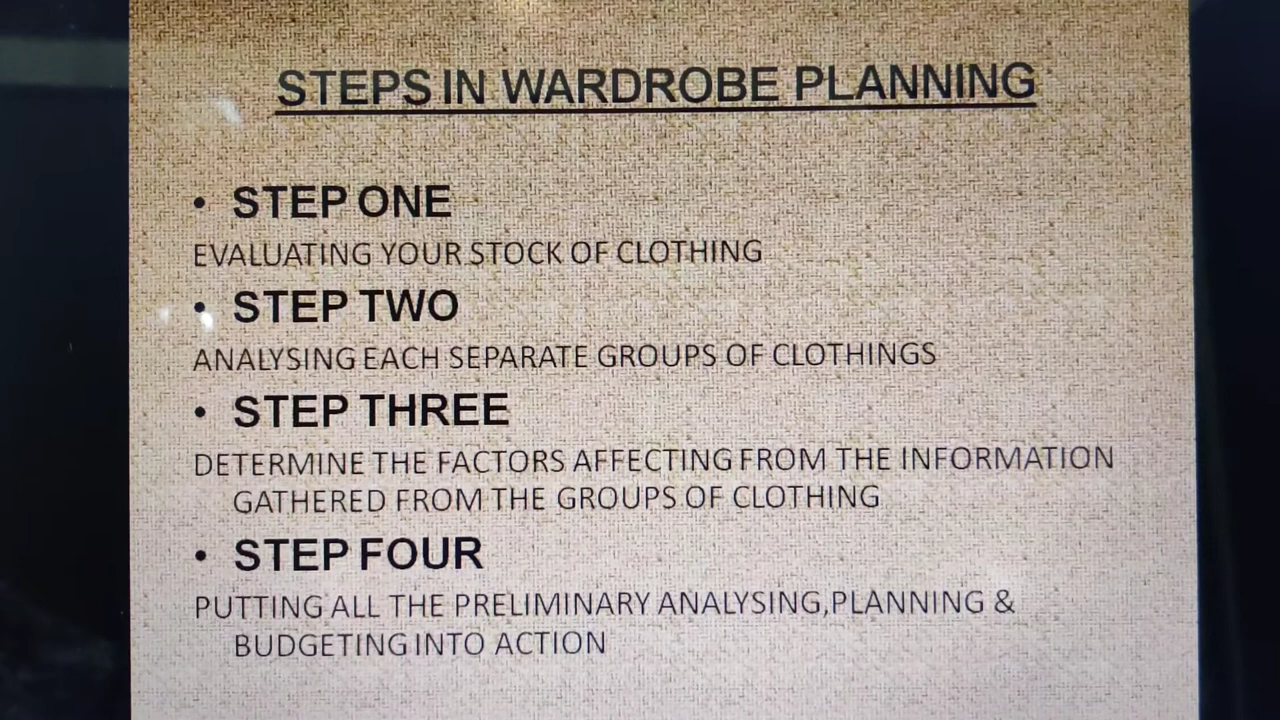 STEPS IN WARDROBE PLANNING
• STEP ONE
EVALUATING YOUR STOCK OF CLOTHING
• STEP TWO
ANALYSING EACH SEPARATE GROUPS OF CLOTHINGS
• STEP THREE
DETERMINE THE FACTORS AFFECTING FROM THE INFORMATION
GATHERED FROM THE GROUPS OF CLOTHING
• STEP FOUR
PUTTING ALL THE PRELIMINARY ANALYSING,PLANNING &
BUDGETING INTO ACTION